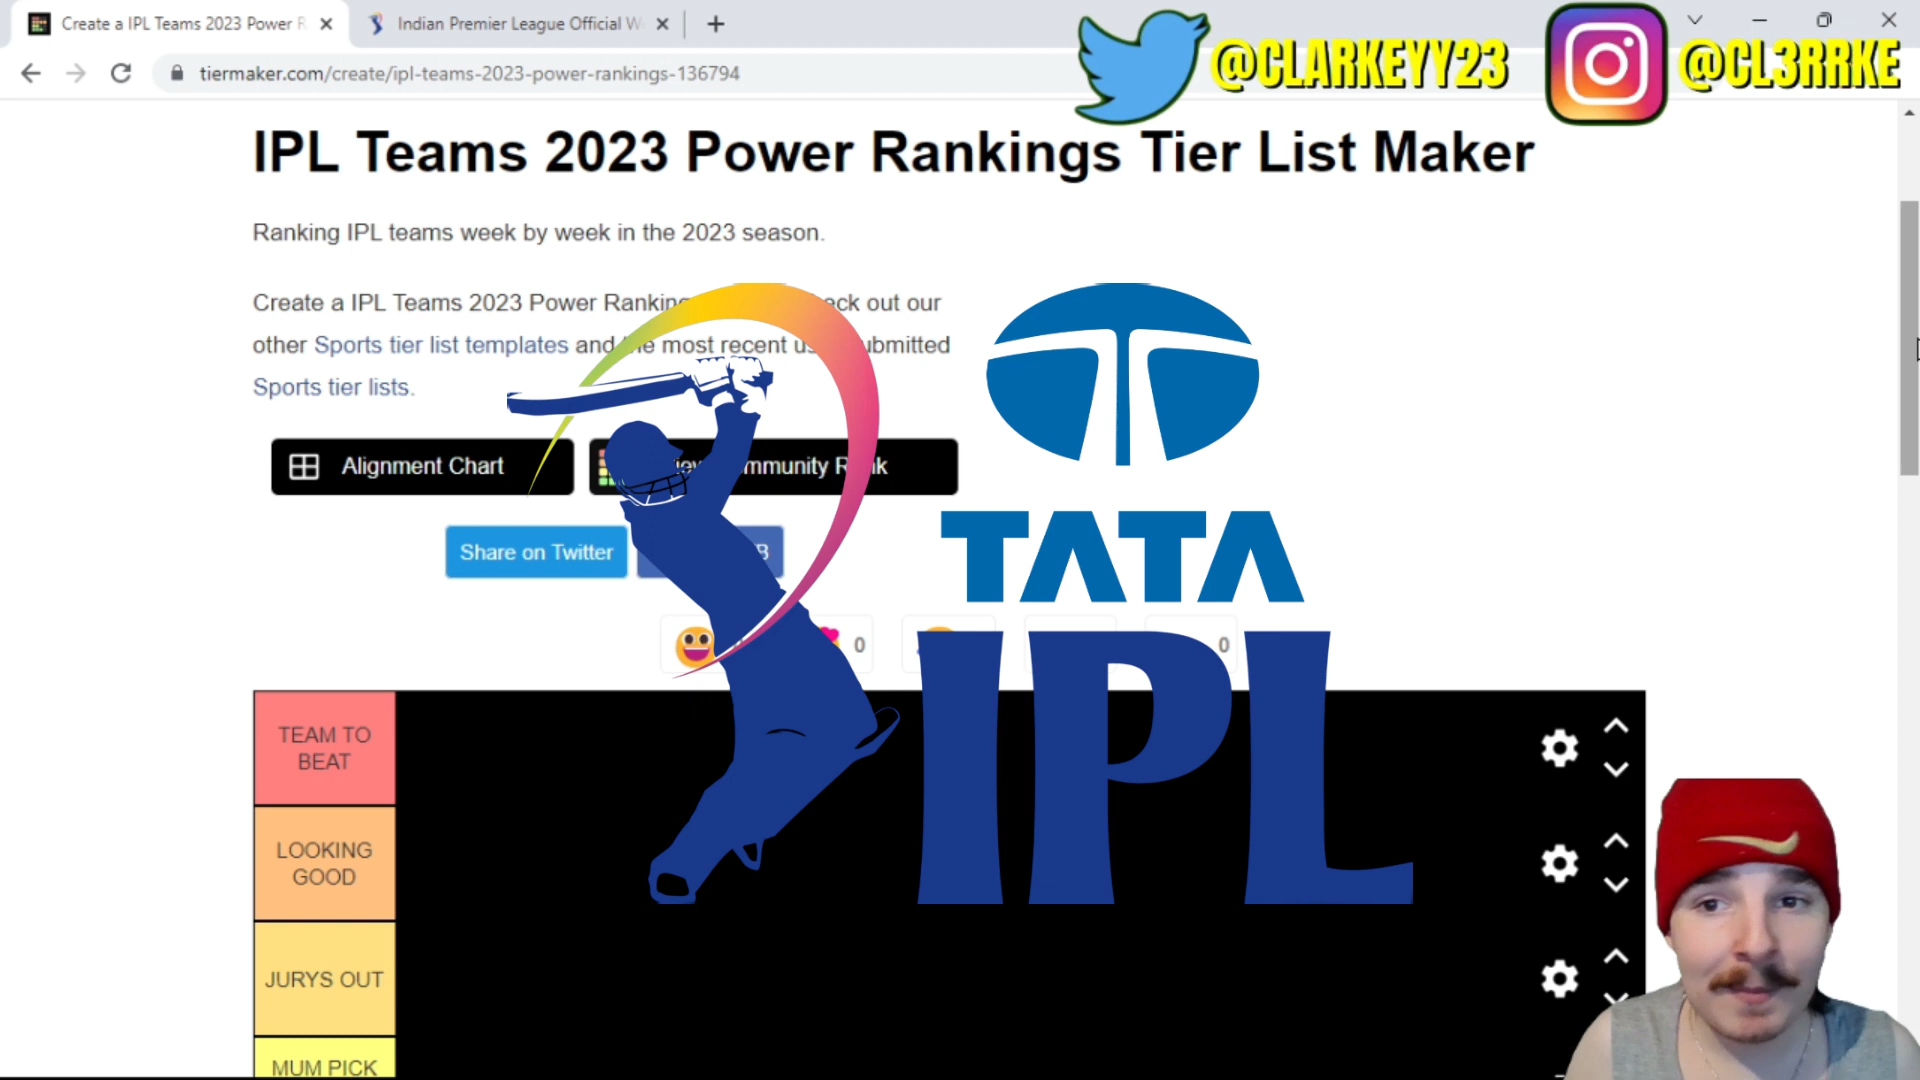 Create a IPL Teams 2023 Power R
Indian Premier League Official W
tiermaker.com/create/ipl-teams-2023-power-rankings-136794
@CLARKEYY23
@CL3RRKE
IPL Teams 2023 Power Rankings Tier List Maker
Ranking IPL teams week by week in the 2023 season.
Create a IPL Teams 2023 Power Rankin eck out our
other Sports tier list templates and most recent ubmitted
Sports tier lists.
Alignment Chart
mmunity R k
Share on Twitter
B
0
0
TATA
IPL
TEAM TO
BEAT
LOOKING
GOOD
JURYS OUT
MUM PICK